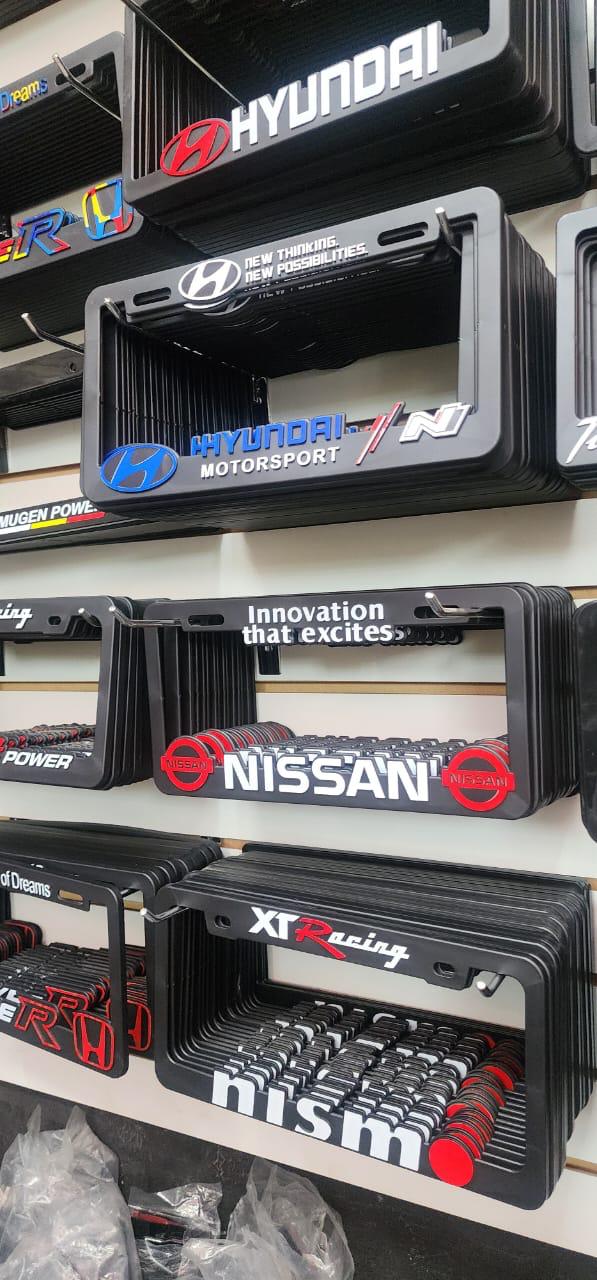 HYUNDAI
Dreams
R
NEW THINKING.
NEW POSSIBILITIES.
HYUNDAI N
MOTORSPORT
MUGEN POWE
Innovation
that excites
NISSAN NISSAN NISSAN
POWER
of Dreams
R
XT Racing
nismo